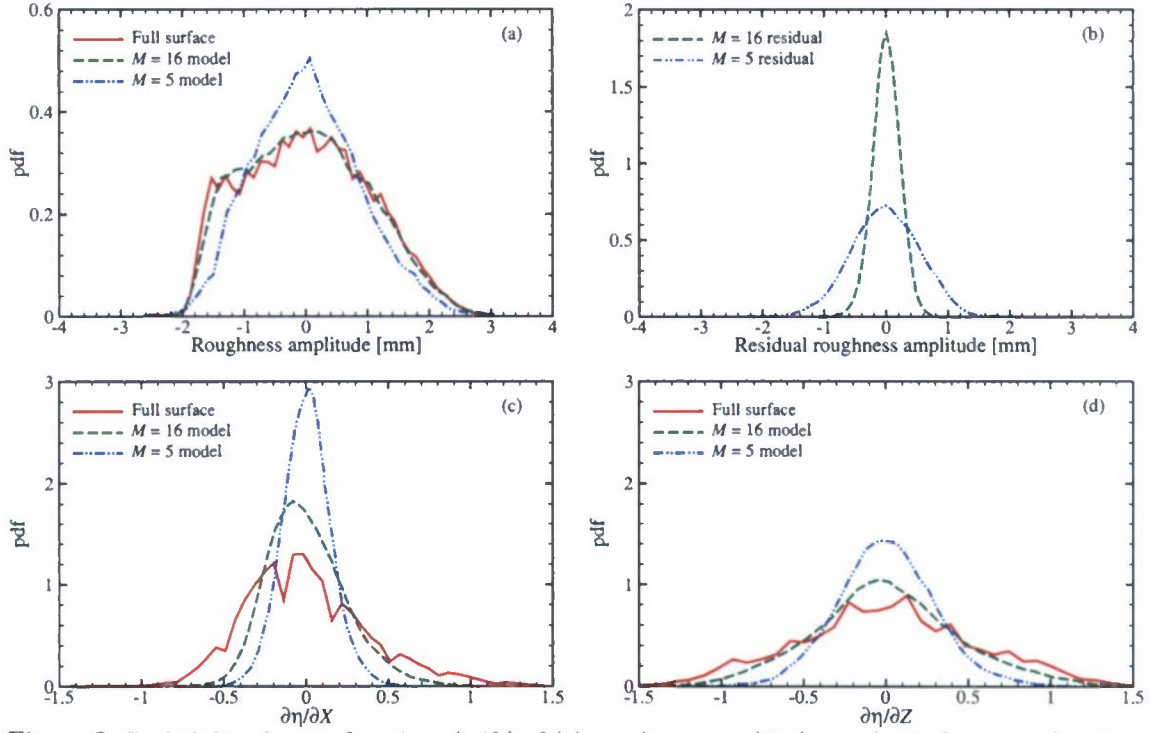 0.6
0.4
0.2
0
pdf
(a)
Full surface
M = 16 model
M = 5 model
-4 -3 -2 -1 0 1 2 3 4
Roughness amplitude [mm]
2
1.5
1
0.5
0
pdf
(b)
M = 16 residual
M = 5 residual
-4 -3 -2 -1 0 1 2 3 4
Residual roughness amplitude [mm]
3
2
1
0
pdf
(c)
Full surface
M = 16 model
M = 5 model
-1.5 -1 -0.5 0 0.5 1 1.5
∂η/∂X
3
2
1
0
pdf
(d)
Full surface
M = 16 model
M = 5 model
-1.5 -1 -0.5 0 0.5 1 1.5
∂η/∂Z